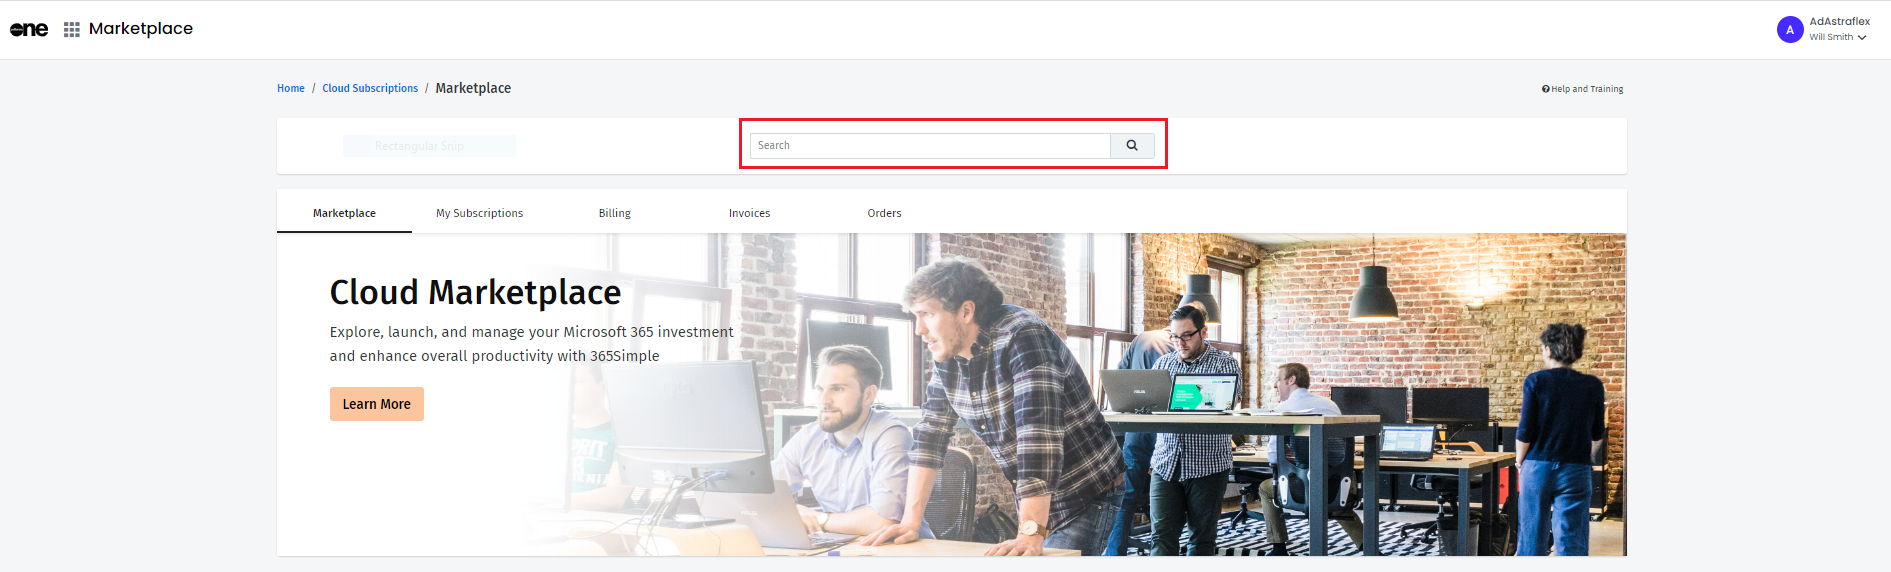 one Marketplace
A AdAstraflex
Will Smith
Home / Cloud Subscriptions / Marketplace
Help and Training
Rectangular Snip
Search
Marketplace My Subscriptions Billing Invoices Orders
Cloud Marketplace
Explore, launch, and manage your Microsoft 365 investment
and enhance overall productivity with 365Simple
Learn More